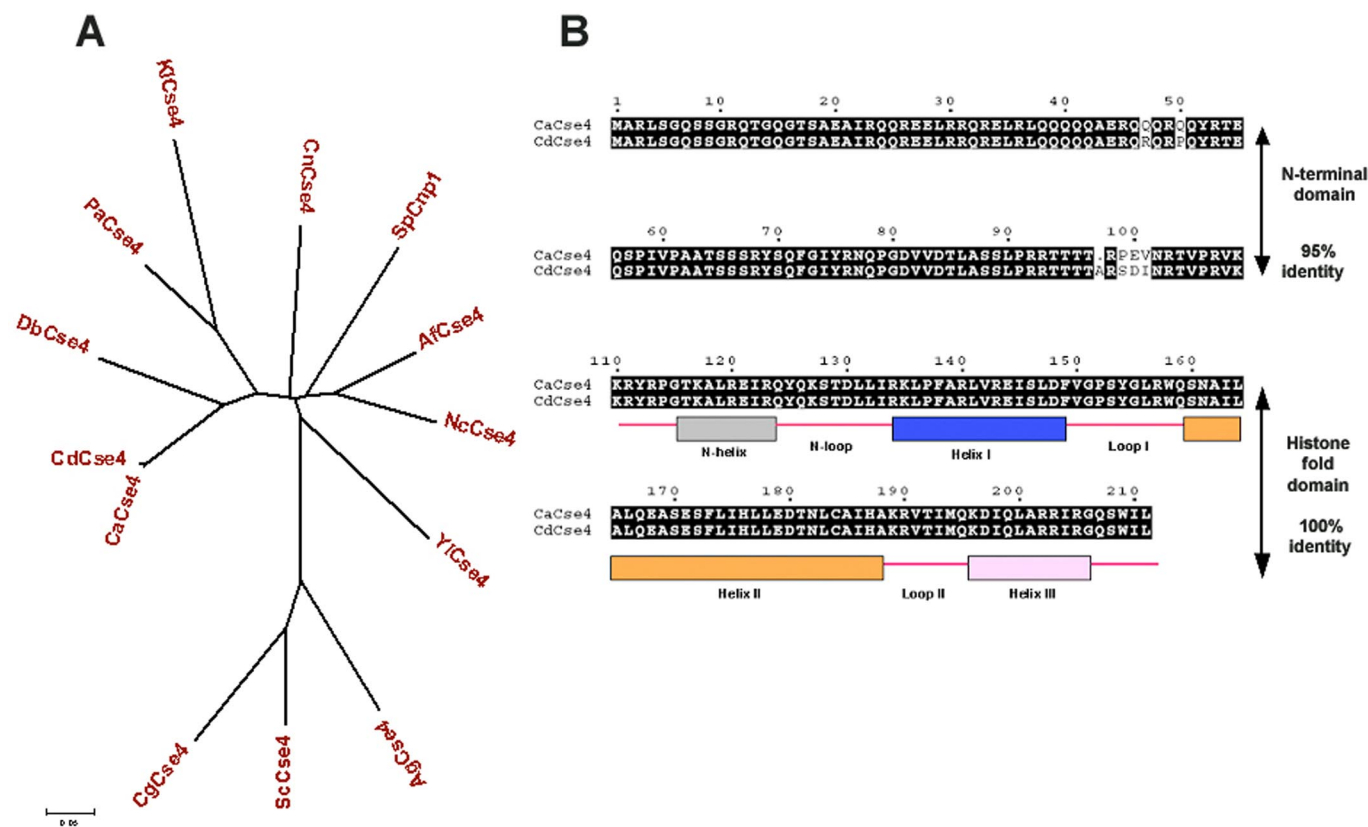 A
KlCse4
CnCse4
SpCnp1
PaCse4
DbCse4
AfCse4
NcCse4
CdCse4
CaCse4
YlCse4
CgCse4
ScCse4
AgCse4
B
1 10 20 30 40 50
CaCse4 MARLSGQSSGRQTGQGTSAEAIRQQREELRRQRELRLQQQQQAERQQQRQQYRTE
CdCse4 MARLSGQSSGRQTGQGTSAEAIRQQREELRRQRELRLQQQQQAERQRQRPQYRTE
N-terminal
domain
60 70 80 90 100
CaCse4 QSPIVPAATSSSRYSQFGIYRNQPGDVVDTLASSLPRRTTTT.RPEVNRTVPRVK
CdCse4 QSPIVPAATSSSRYSQFGIYRNQPGDVVDTLASSLPRRTTTTARSDINRTVPRVK
95%
identity
110 120 130 140 150 160
CaCse4 KRYRPGTKALREIRQYQKSTDLLIRKLPFARLVREISLDFVGPSYGLRWQSNAIL
CdCse4 KRYRPGTKALREIRQYQKSTDLLIRKLPFARLVREISLDFVGPSYGLRWQSNAIL
N-helix N-loop Helix I Loop I
Histone
fold
domain
170 180 190 200 210
CaCse4 ALQEASESFLIHLLEDTNLCAIHAKRVTIMQKDIQLARRIRGQSWIL
CdCse4 ALQEASESFLIHLLEDTNLCAIHAKRVTIMQKDIQLARRIRGQSWIL
100%
identity
Helix II Loop II Helix III